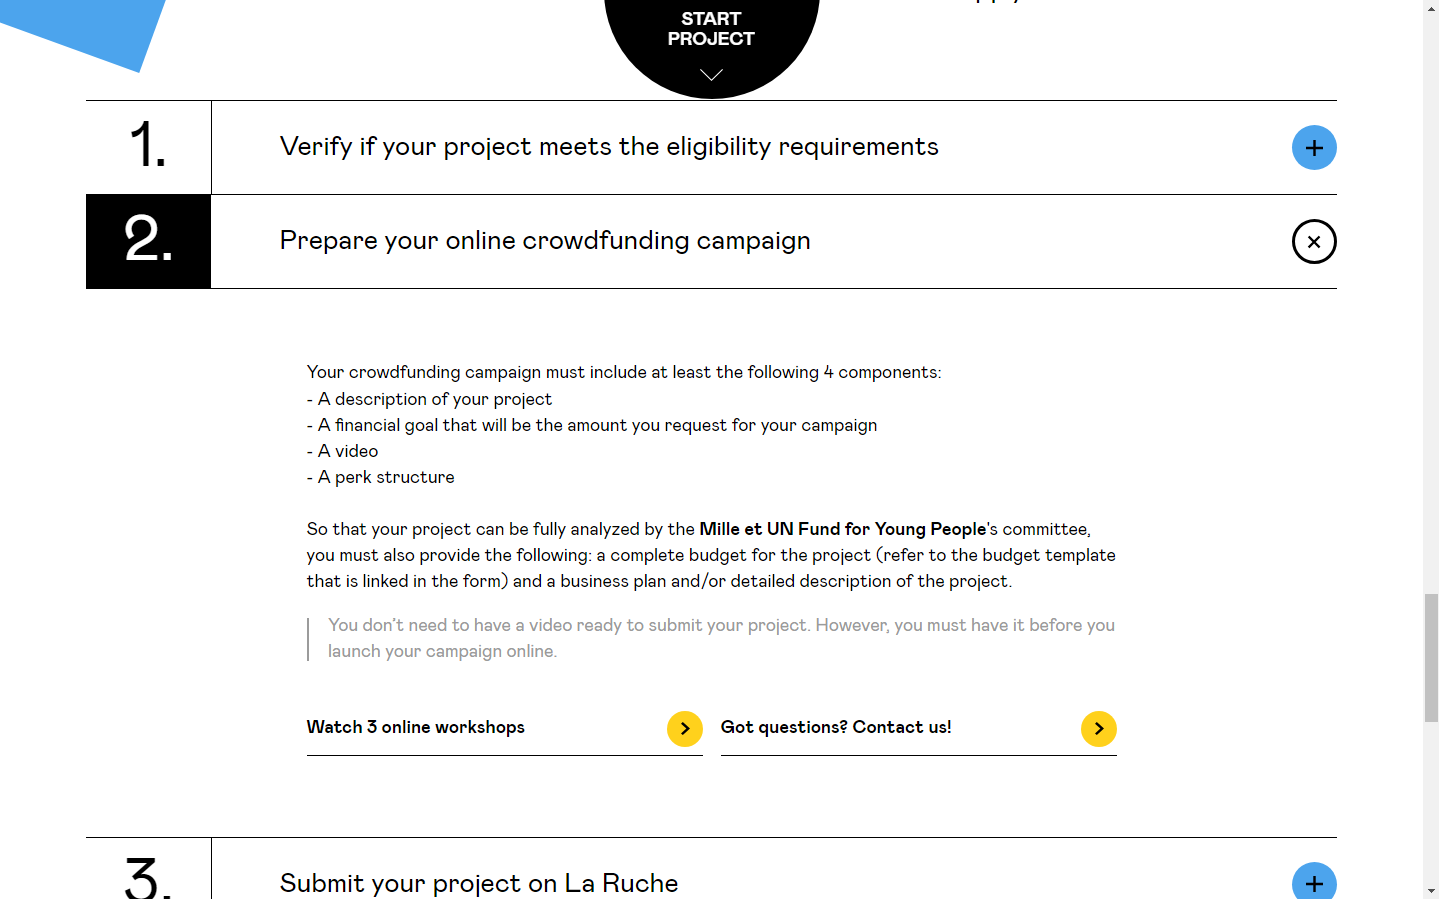 START
PROJECT
1.
Verify if your project meets the eligibility requirements
2.
Prepare your online crowdfunding campaign
Your crowdfunding campaign must include at least the following 4 components:
- A description of your project
- A financial goal that will be the amount you request for your campaign
- A video
- A perk structure
So that your project can be fully analyzed by the Mille et UN Fund for Young People's committee,
you must also provide the following: a complete budget for the project (refer to the budget template
that is linked in the form) and a business plan and/or detailed description of the project.
You don't need to have a video ready to submit your project. However, you must have it before you
launch your campaign online.
Watch 3 online workshops
Got questions? Contact us!
3.
Submit your project on La Ruche